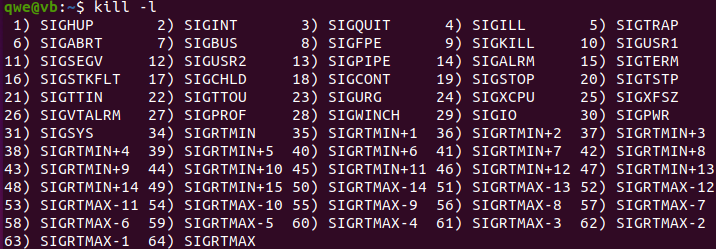 qwe@vb:~$ kill -l
 1) SIGHUP       2) SIGINT       3) SIGQUIT      4) SIGILL       5) SIGTRAP
 6) SIGABRT      7) SIGBUS       8) SIGFPE       9) SIGKILL     10) SIGUSR1
11) SIGSEGV     12) SIGUSR2     13) SIGPIPE     14) SIGALRM     15) SIGTERM
16) SIGSTKFLT   17) SIGCHLD     18) SIGCONT     19) SIGSTOP     20) SIGTSTP
21) SIGTTIN     22) SIGTTOU     23) SIGURG      24) SIGXCPU     25) SIGXFSZ
26) SIGVTALRM   27) SIGPROF     28) SIGWINCH    29) SIGIO       30) SIGPWR
31) SIGSYS      34) SIGRTMIN    35) SIGRTMIN+1  36) SIGRTMIN+2  37) SIGRTMIN+3
38) SIGRTMIN+4  39) SIGRTMIN+5  40) SIGRTMIN+6  41) SIGRTMIN+7  42) SIGRTMIN+8
43) SIGRTMIN+9  44) SIGRTMIN+10 45) SIGRTMIN+11 46) SIGRTMIN+12 47) SIGRTMIN+13
48) SIGRTMIN+14 49) SIGRTMIN+15 50) SIGRTMAX-14 51) SIGRTMAX-13 52) SIGRTMAX-12
53) SIGRTMAX-11 54) SIGRTMAX-10 55) SIGRTMAX-9  56) SIGRTMAX-8  57) SIGRTMAX-7
58) SIGRTMAX-6  59) SIGRTMAX-5  60) SIGRTMAX-4  61) SIGRTMAX-3  62) SIGRTMAX-2
63) SIGRTMAX-1  64) SIGRTMAX